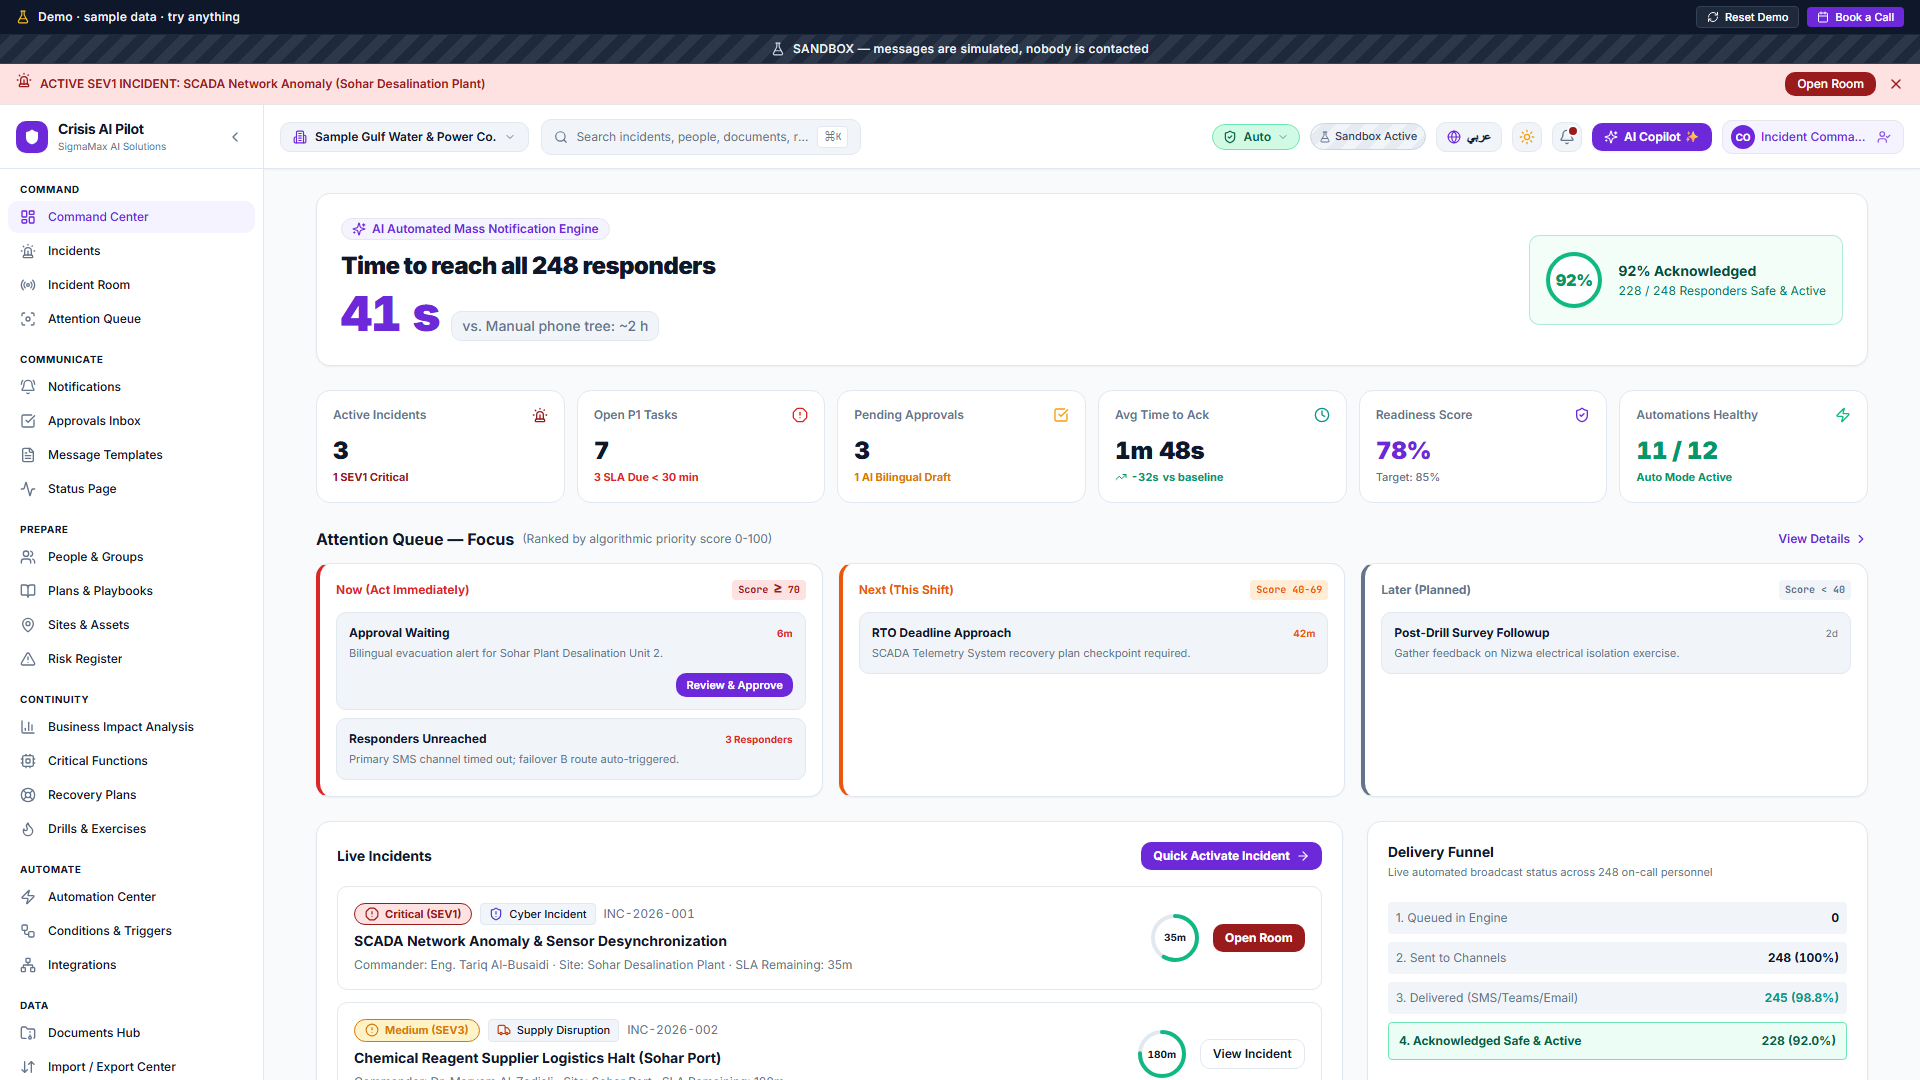 Demo · sample data · try anything
Reset Demo
Book a Call
SANDBOX — messages are simulated, nobody is contacted
ACTIVE SEV1 INCIDENT: SCADA Network Anomaly (Sohar Desalination Plant)
Open Room
Crisis AI Pilot
SigmaMax AI Solutions
Sample Gulf Water & Power Co.
Search incidents, people, documents, r...
⌘K
Auto
Sandbox Active
عربي
AI Copilot ✨
CO
Incident Comma...
COMMAND
Command Center
Incidents
Incident Room
Attention Queue
COMMUNICATE
Notifications
Approvals Inbox
Message Templates
Status Page
PREPARE
People & Groups
Plans & Playbooks
Sites & Assets
Risk Register
CONTINUITY
Business Impact Analysis
Critical Functions
Recovery Plans
Drills & Exercises
AUTOMATE
Automation Center
Conditions & Triggers
Integrations
DATA
Documents Hub
Import / Export Center
AI Automated Mass Notification Engine
Time to reach all 248 responders
41 s
vs. Manual phone tree: ~2 h
92%
92% Acknowledged
228 / 248 Responders Safe & Active
Active Incidents
3
1 SEV1 Critical
Open P1 Tasks
7
3 SLA Due < 30 min
Pending Approvals
3
1 AI Bilingual Draft
Avg Time to Ack
1m 48s
-32s vs baseline
Readiness Score
78%
Target: 85%
Automations Healthy
11 / 12
Auto Mode Active
Attention Queue — Focus
(Ranked by algorithmic priority score 0-100)
View Details
Now (Act Immediately)
Score ≥ 70
Approval Waiting
6m
Bilingual evacuation alert for Sohar Plant Desalination Unit 2.
Review & Approve
Responders Unreached
3 Responders
Primary SMS channel timed out; failover B route auto-triggered.
Next (This Shift)
Score 40-69
RTO Deadline Approach
42m
SCADA Telemetry System recovery plan checkpoint required.
Later (Planned)
Score < 40
Post-Drill Survey Followup
2d
Gather feedback on Nizwa electrical isolation exercise.
Live Incidents
Quick Activate Incident
Critical (SEV1)
Cyber Incident
INC-2026-001
SCADA Network Anomaly & Sensor Desynchronization
Commander: Eng. Tariq Al-Busaidi · Site: Sohar Desalination Plant · SLA Remaining: 35m
35m
Open Room
Medium (SEV3)
Supply Disruption
INC-2026-002
Chemical Reagent Supplier Logistics Halt (Sohar Port)
180m
View Incident
Delivery Funnel
Live automated broadcast status across 248 on-call personnel
1. Queued in Engine
0
2. Sent to Channels
248 (100%)
3. Delivered (SMS/Teams/Email)
245 (98.8%)
4. Acknowledged Safe & Active
228 (92.0%)